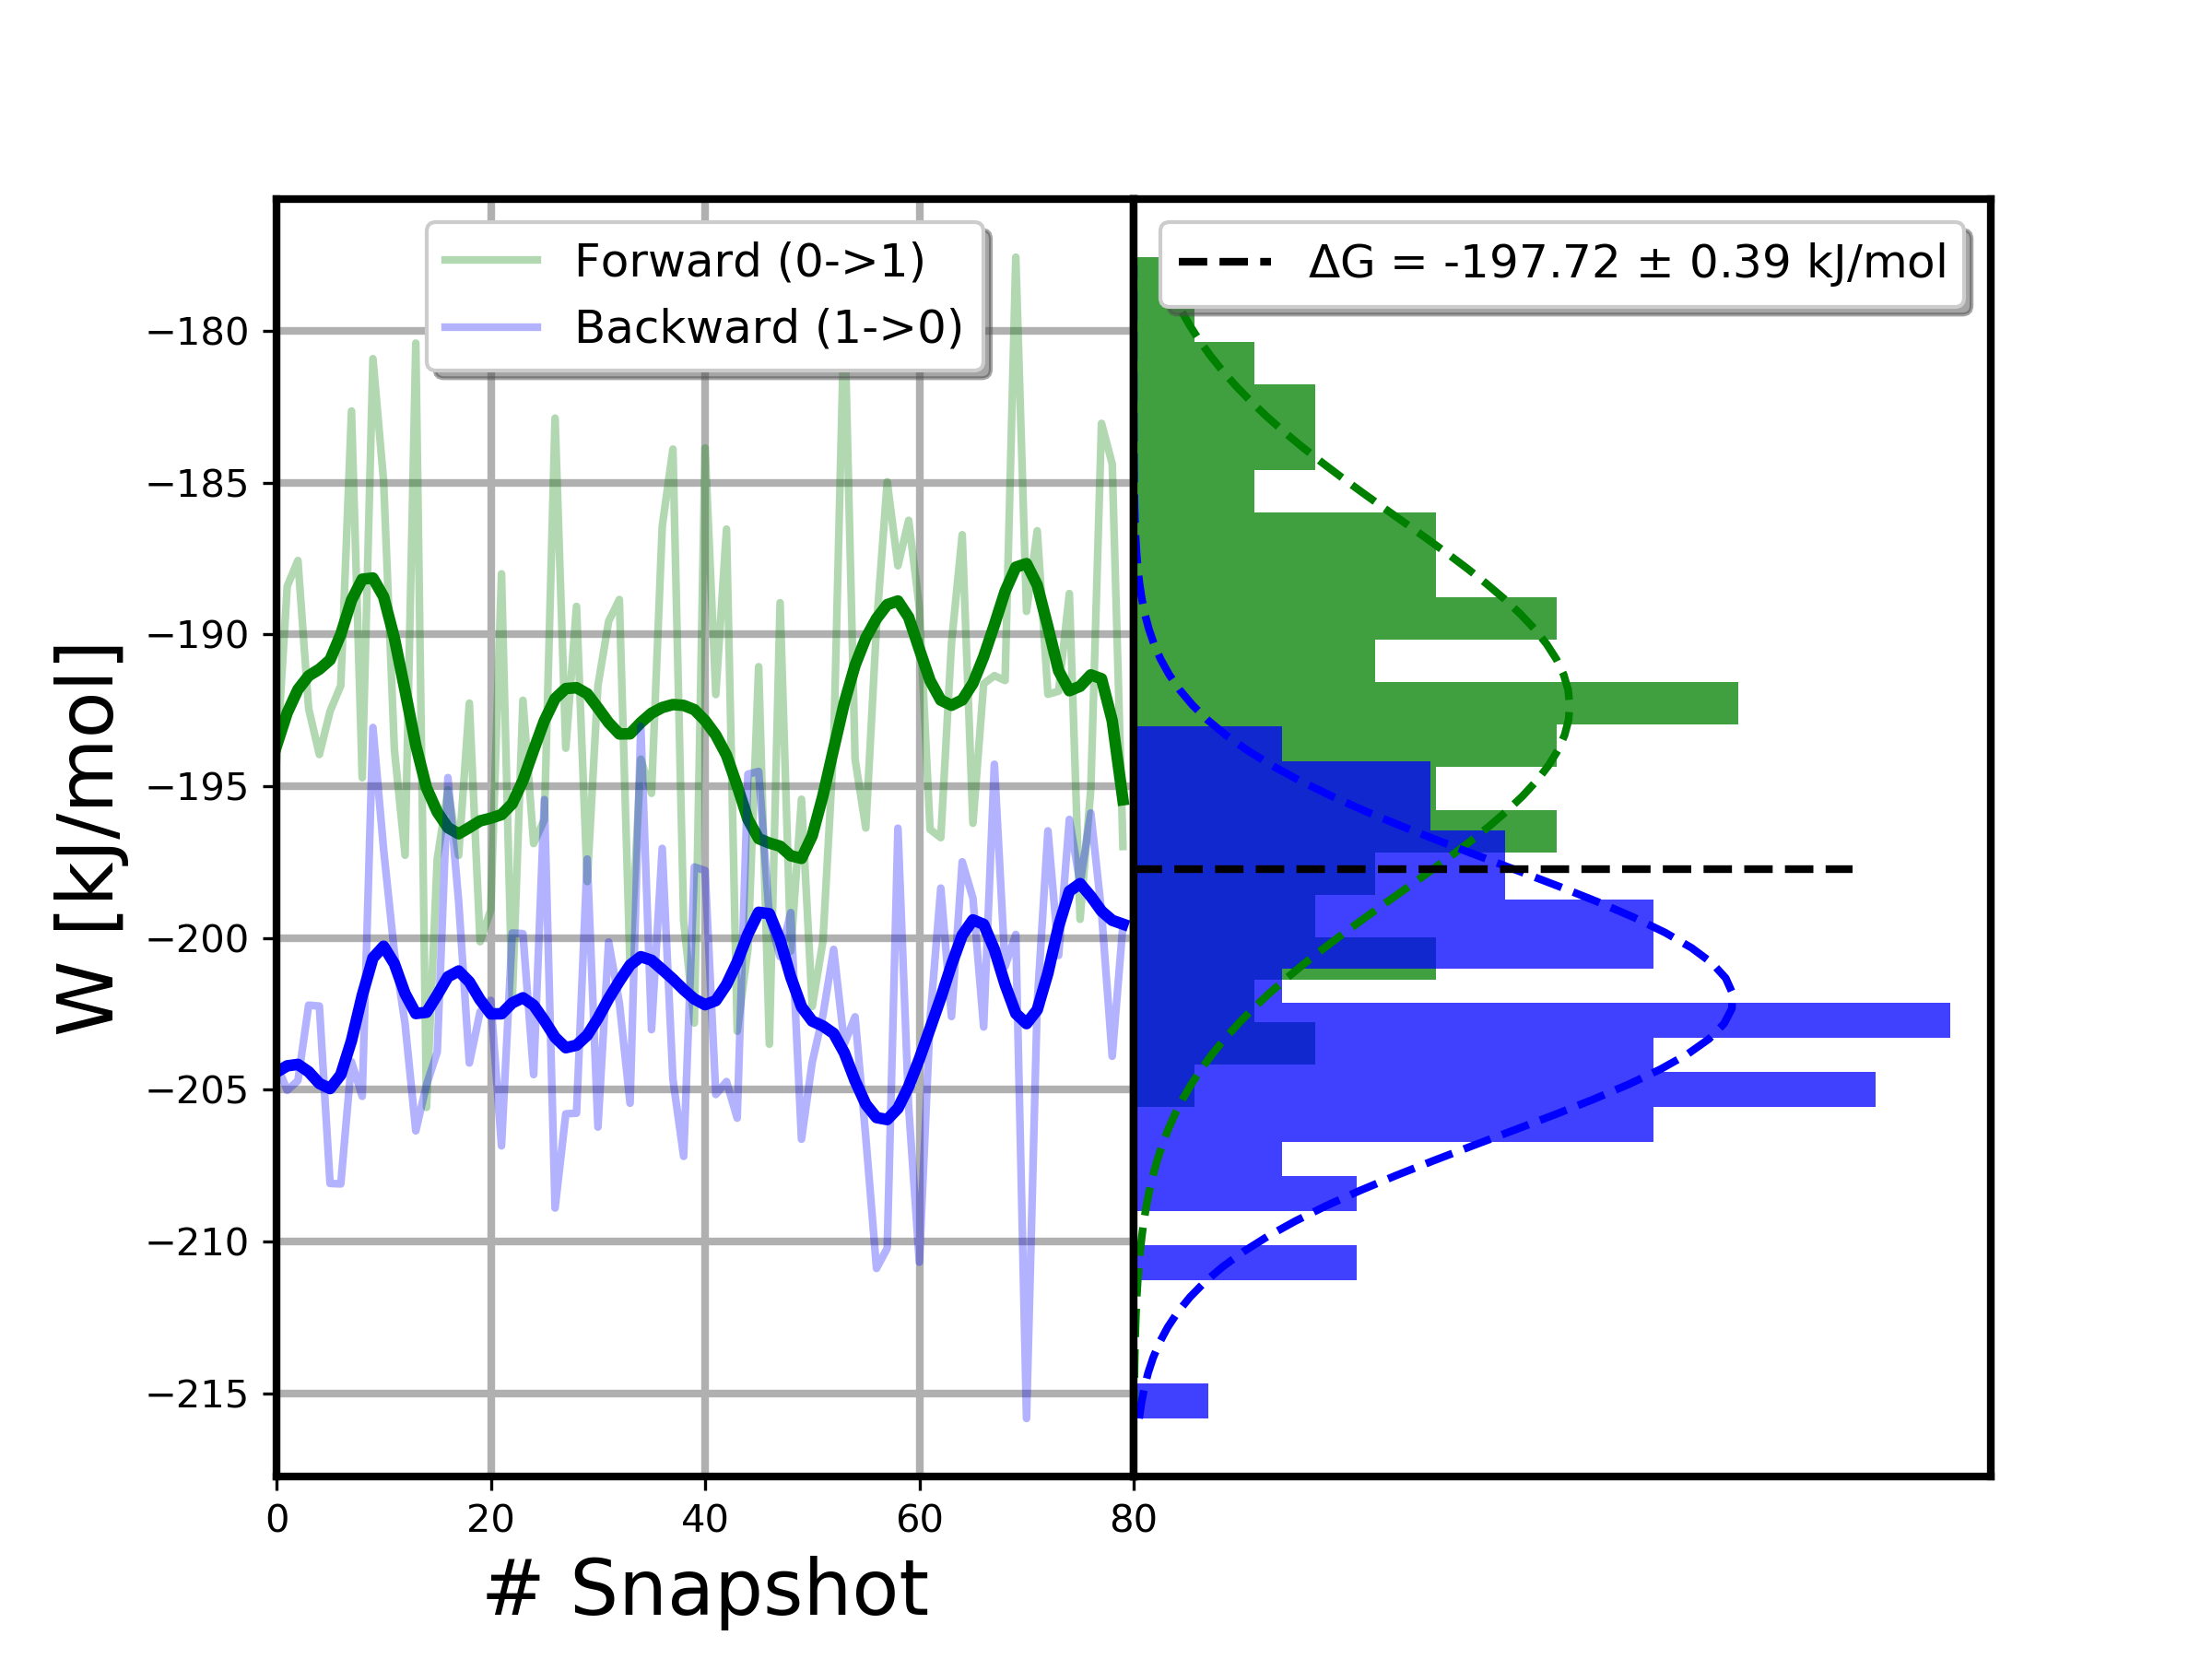 Forward (0->1)
Backward (1->0)
ΔG = -197.72 ± 0.39 kJ/mol
W [kJ/mol]
−180
−185
−190
−195
−200
−205
−210
−215
0 20 40 60 80
# Snapshot